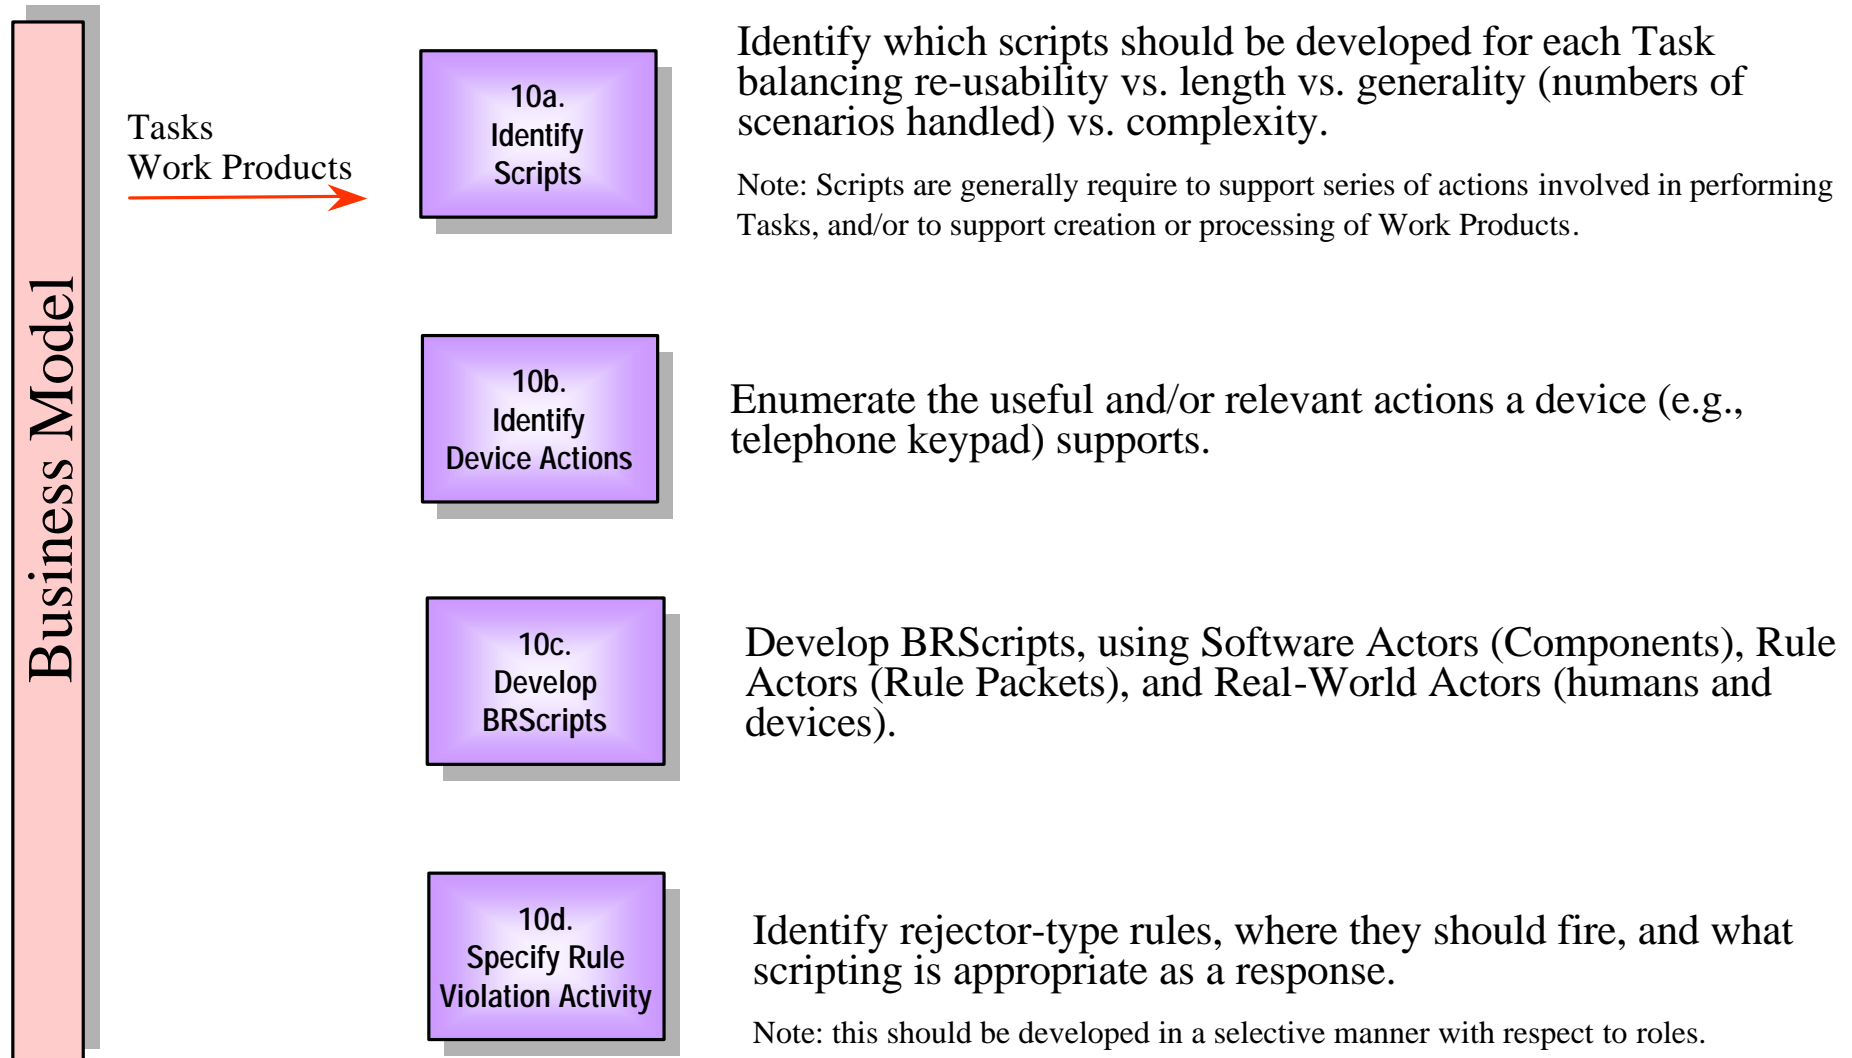 Business Model
Tasks
Work Products
10a.
Identify
Scripts
Identify which scripts should be developed for each Task
balancing re-usability vs. length vs. generality (numbers of
scenarios handled) vs. complexity.
Note: Scripts are generally require to support series of actions involved in performing
Tasks, and/or to support creation or processing of Work Products.
10b.
Identify
Device Actions
Enumerate the useful and/or relevant actions a device (e.g.,
telephone keypad) supports.
10c.
Develop
BRScripts
Develop BRScripts, using Software Actors (Components), Rule
Actors (Rule Packets), and Real-World Actors (humans and
devices).
10d.
Specify Rule
Violation Activity
Identify rejector-type rules, where they should fire, and what
scripting is appropriate as a response.
Note: this should be developed in a selective manner with respect to roles.